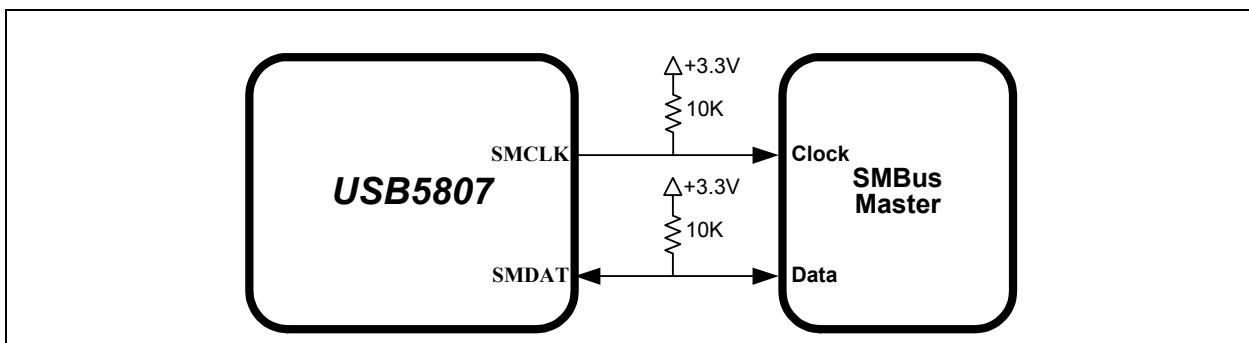 +3.3V
10K
SMCLK
Clock
USB5807
SMBus
Master
+3.3V
10K
SMDAT
Data